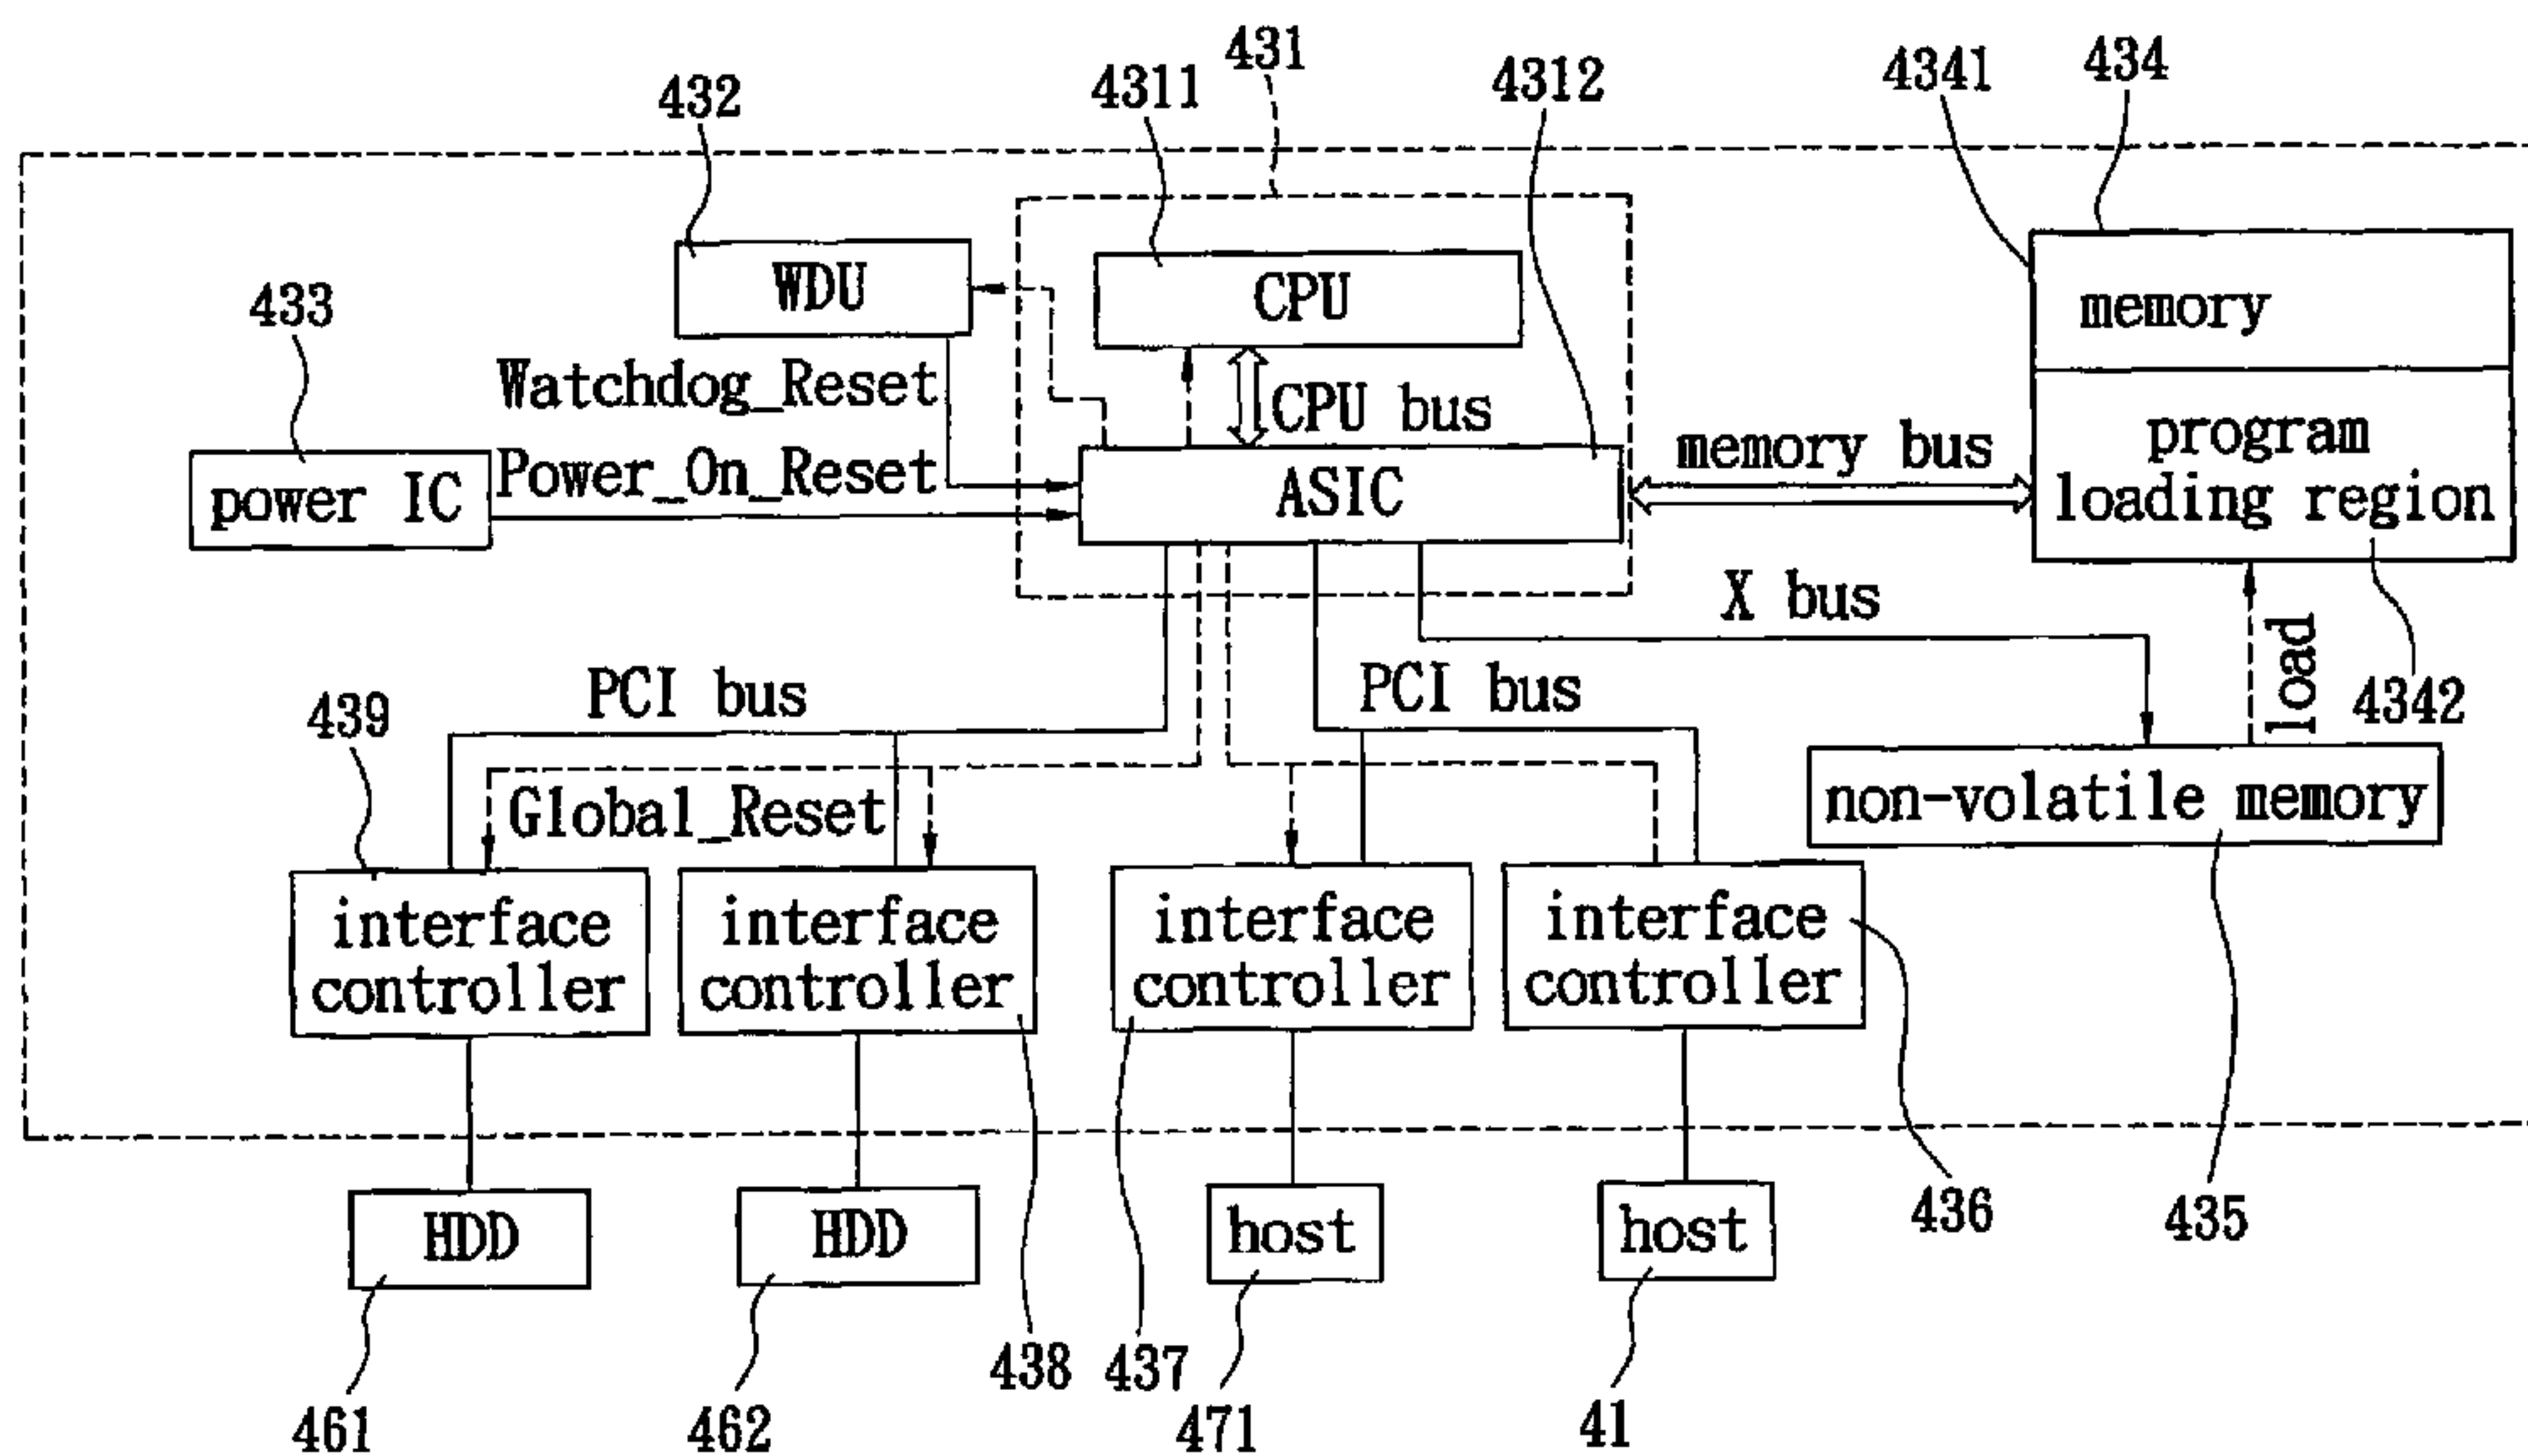 431
4312
4341
434
432
4311
WDU
CPU
433
memory
Watchdog_Reset
CPU bus
program
loading region
memory bus
power IC
Power_On_Reset
ASIC
X bus
load
PCI bus
PCI bus
4342
439
Global_Reset
non-volatile memory
interface
controller
interface
controller
interface
controller
interface
controller
HDD
HDD
host
host
436
435
438
437
461
462
471
41